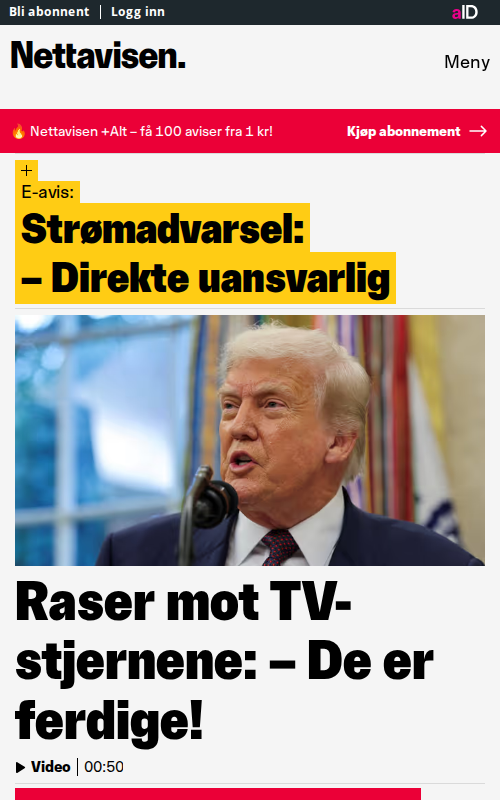 Bli abonnent | Logg inn
aID
Nettavisen.
Meny
🔥 Nettavisen +Alt – få 100 aviser fra 1 kr!
Kjøp abonnement →
+
E-avis:
Strømadvarsel:
– Direkte uansvarlig
Raser mot TV-
stjernene: – De er
ferdige!
Video | 00:50